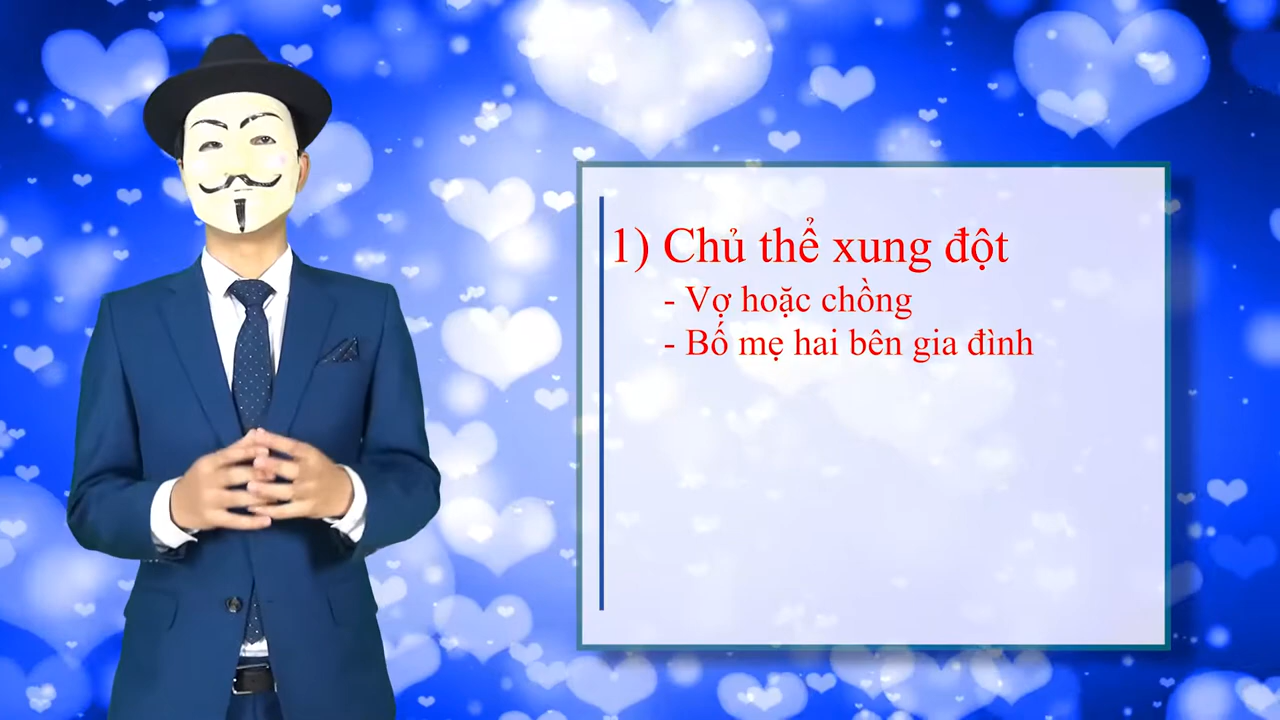 1) Chủ thể xung đột
- Vợ hoặc chồng
- Bố mẹ hai bên gia đình